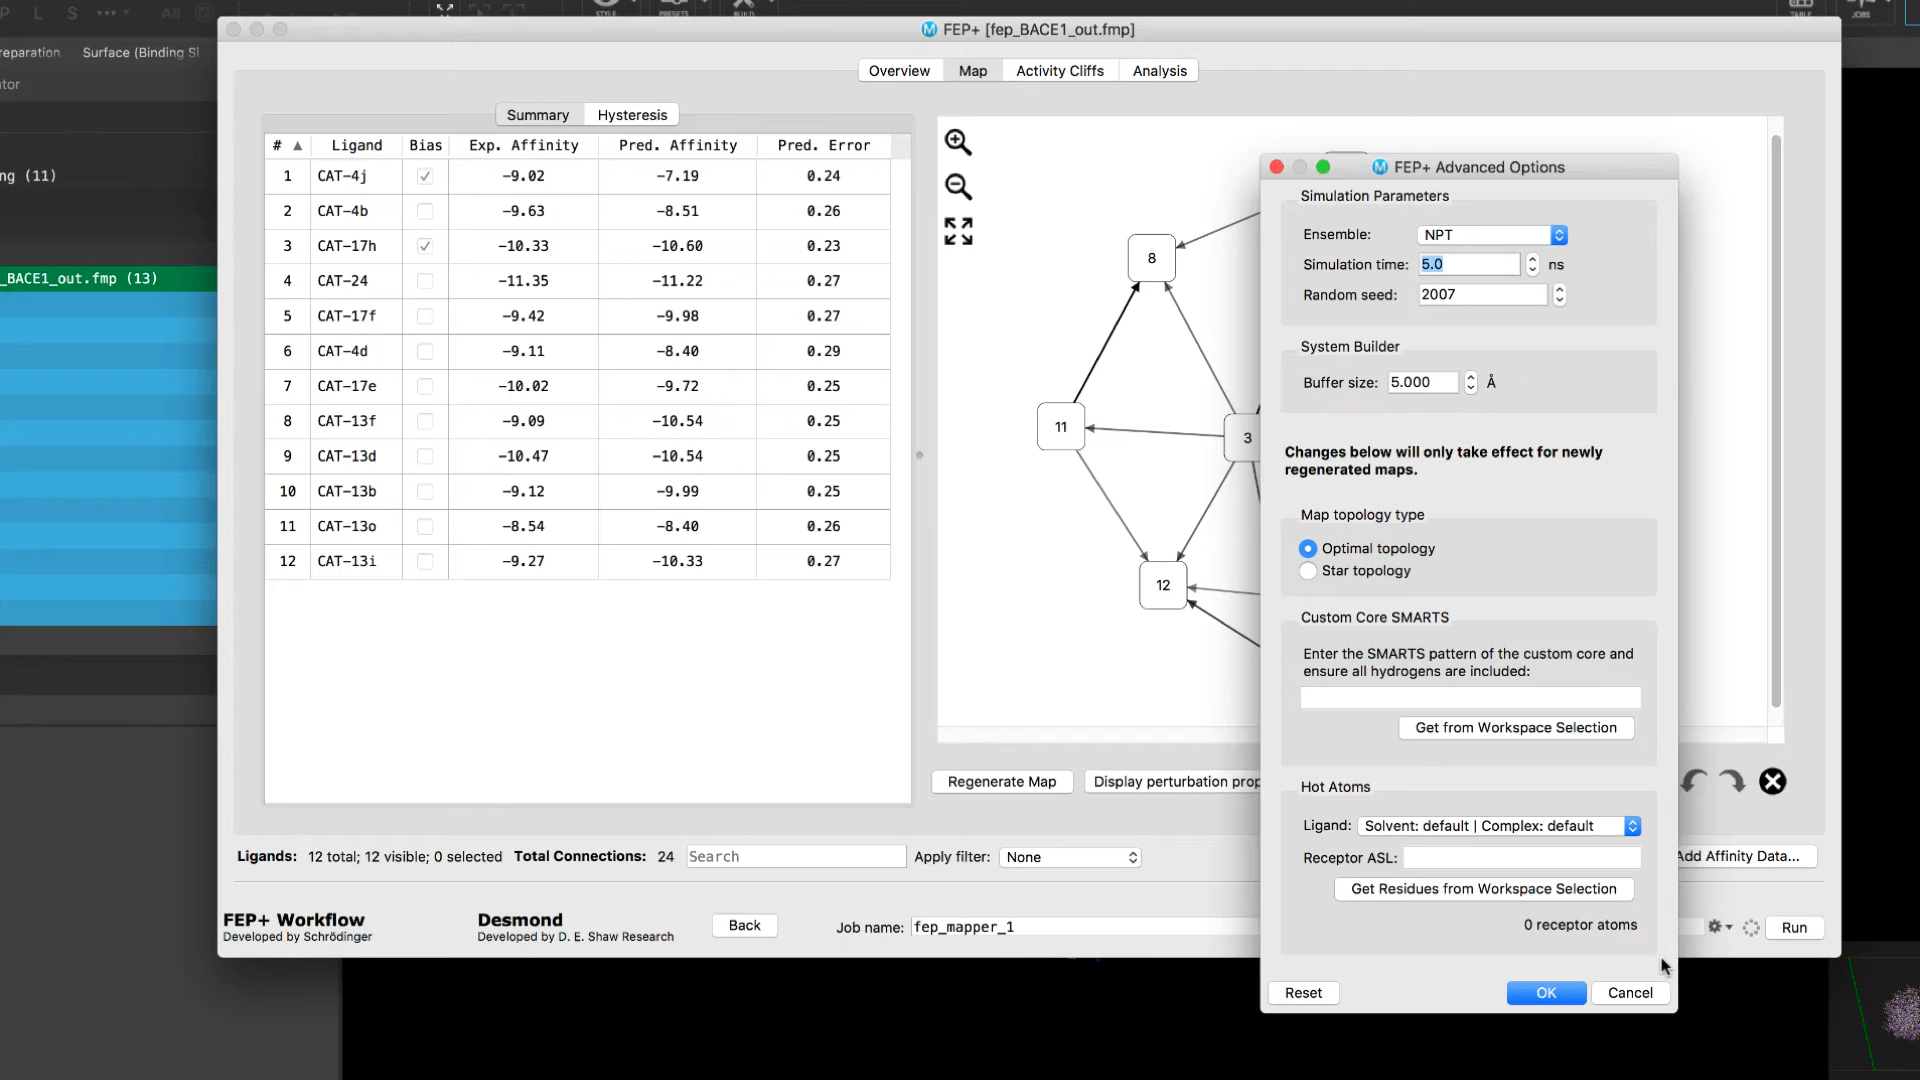 L S ••• All
STYLE PRESETS BUILD TABLE JOBS
reparation Surface (Binding Si
tor
ng (11)
_BACE1_out.fmp (13)
FEP+ [fep_BACE1_out.fmp]
Overview Map Activity Cliffs Analysis
Summary Hysteresis
# ▲ Ligand Bias Exp. Affinity Pred. Affinity Pred. Error
1 CAT-4j ✓ -9.02 -7.19 0.24
2 CAT-4b -9.63 -8.51 0.26
3 CAT-17h ✓ -10.33 -10.60 0.23
4 CAT-24 -11.35 -11.22 0.27
5 CAT-17f -9.42 -9.98 0.27
6 CAT-4d -9.11 -8.40 0.29
7 CAT-17e -10.02 -9.72 0.25
8 CAT-13f -9.09 -10.54 0.25
9 CAT-13d -10.47 -10.54 0.25
10 CAT-13b -9.12 -9.99 0.25
11 CAT-13o -8.54 -8.40 0.26
12 CAT-13i -9.27 -10.33 0.27
8
11
3
12
Regenerate Map Display perturbation prop
Ligands: 12 total; 12 visible; 0 selected Total Connections: 24 Search Apply filter: None Add Affinity Data...
FEP+ Workflow
Developed by Schrödinger
Desmond
Developed by D. E. Shaw Research
Back Job name: fep_mapper_1 Run
FEP+ Advanced Options
Simulation Parameters
Ensemble: NPT
Simulation time: 5.0 ns
Random seed: 2007
System Builder
Buffer size: 5.000 Å
Changes below will only take effect for newly
regenerated maps.
Map topology type
Optimal topology
Star topology
Custom Core SMARTS
Enter the SMARTS pattern of the custom core and
ensure all hydrogens are included:
Get from Workspace Selection
Hot Atoms
Ligand: Solvent: default | Complex: default
Receptor ASL:
Get Residues from Workspace Selection
0 receptor atoms
Reset OK Cancel